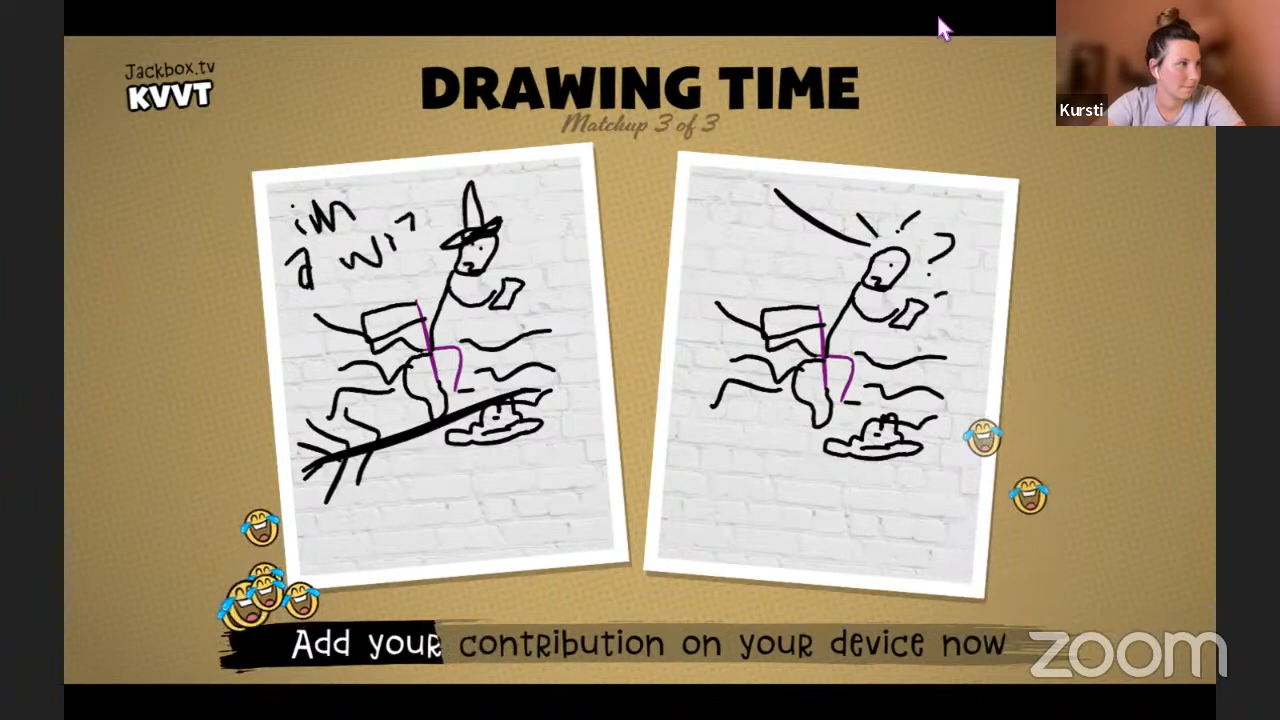 Jackbox.tv
KVVT
DRAWING TIME
Matchup 3 of 3
Kursti
im
a wi
?
Add your contribution on your device now
zoom